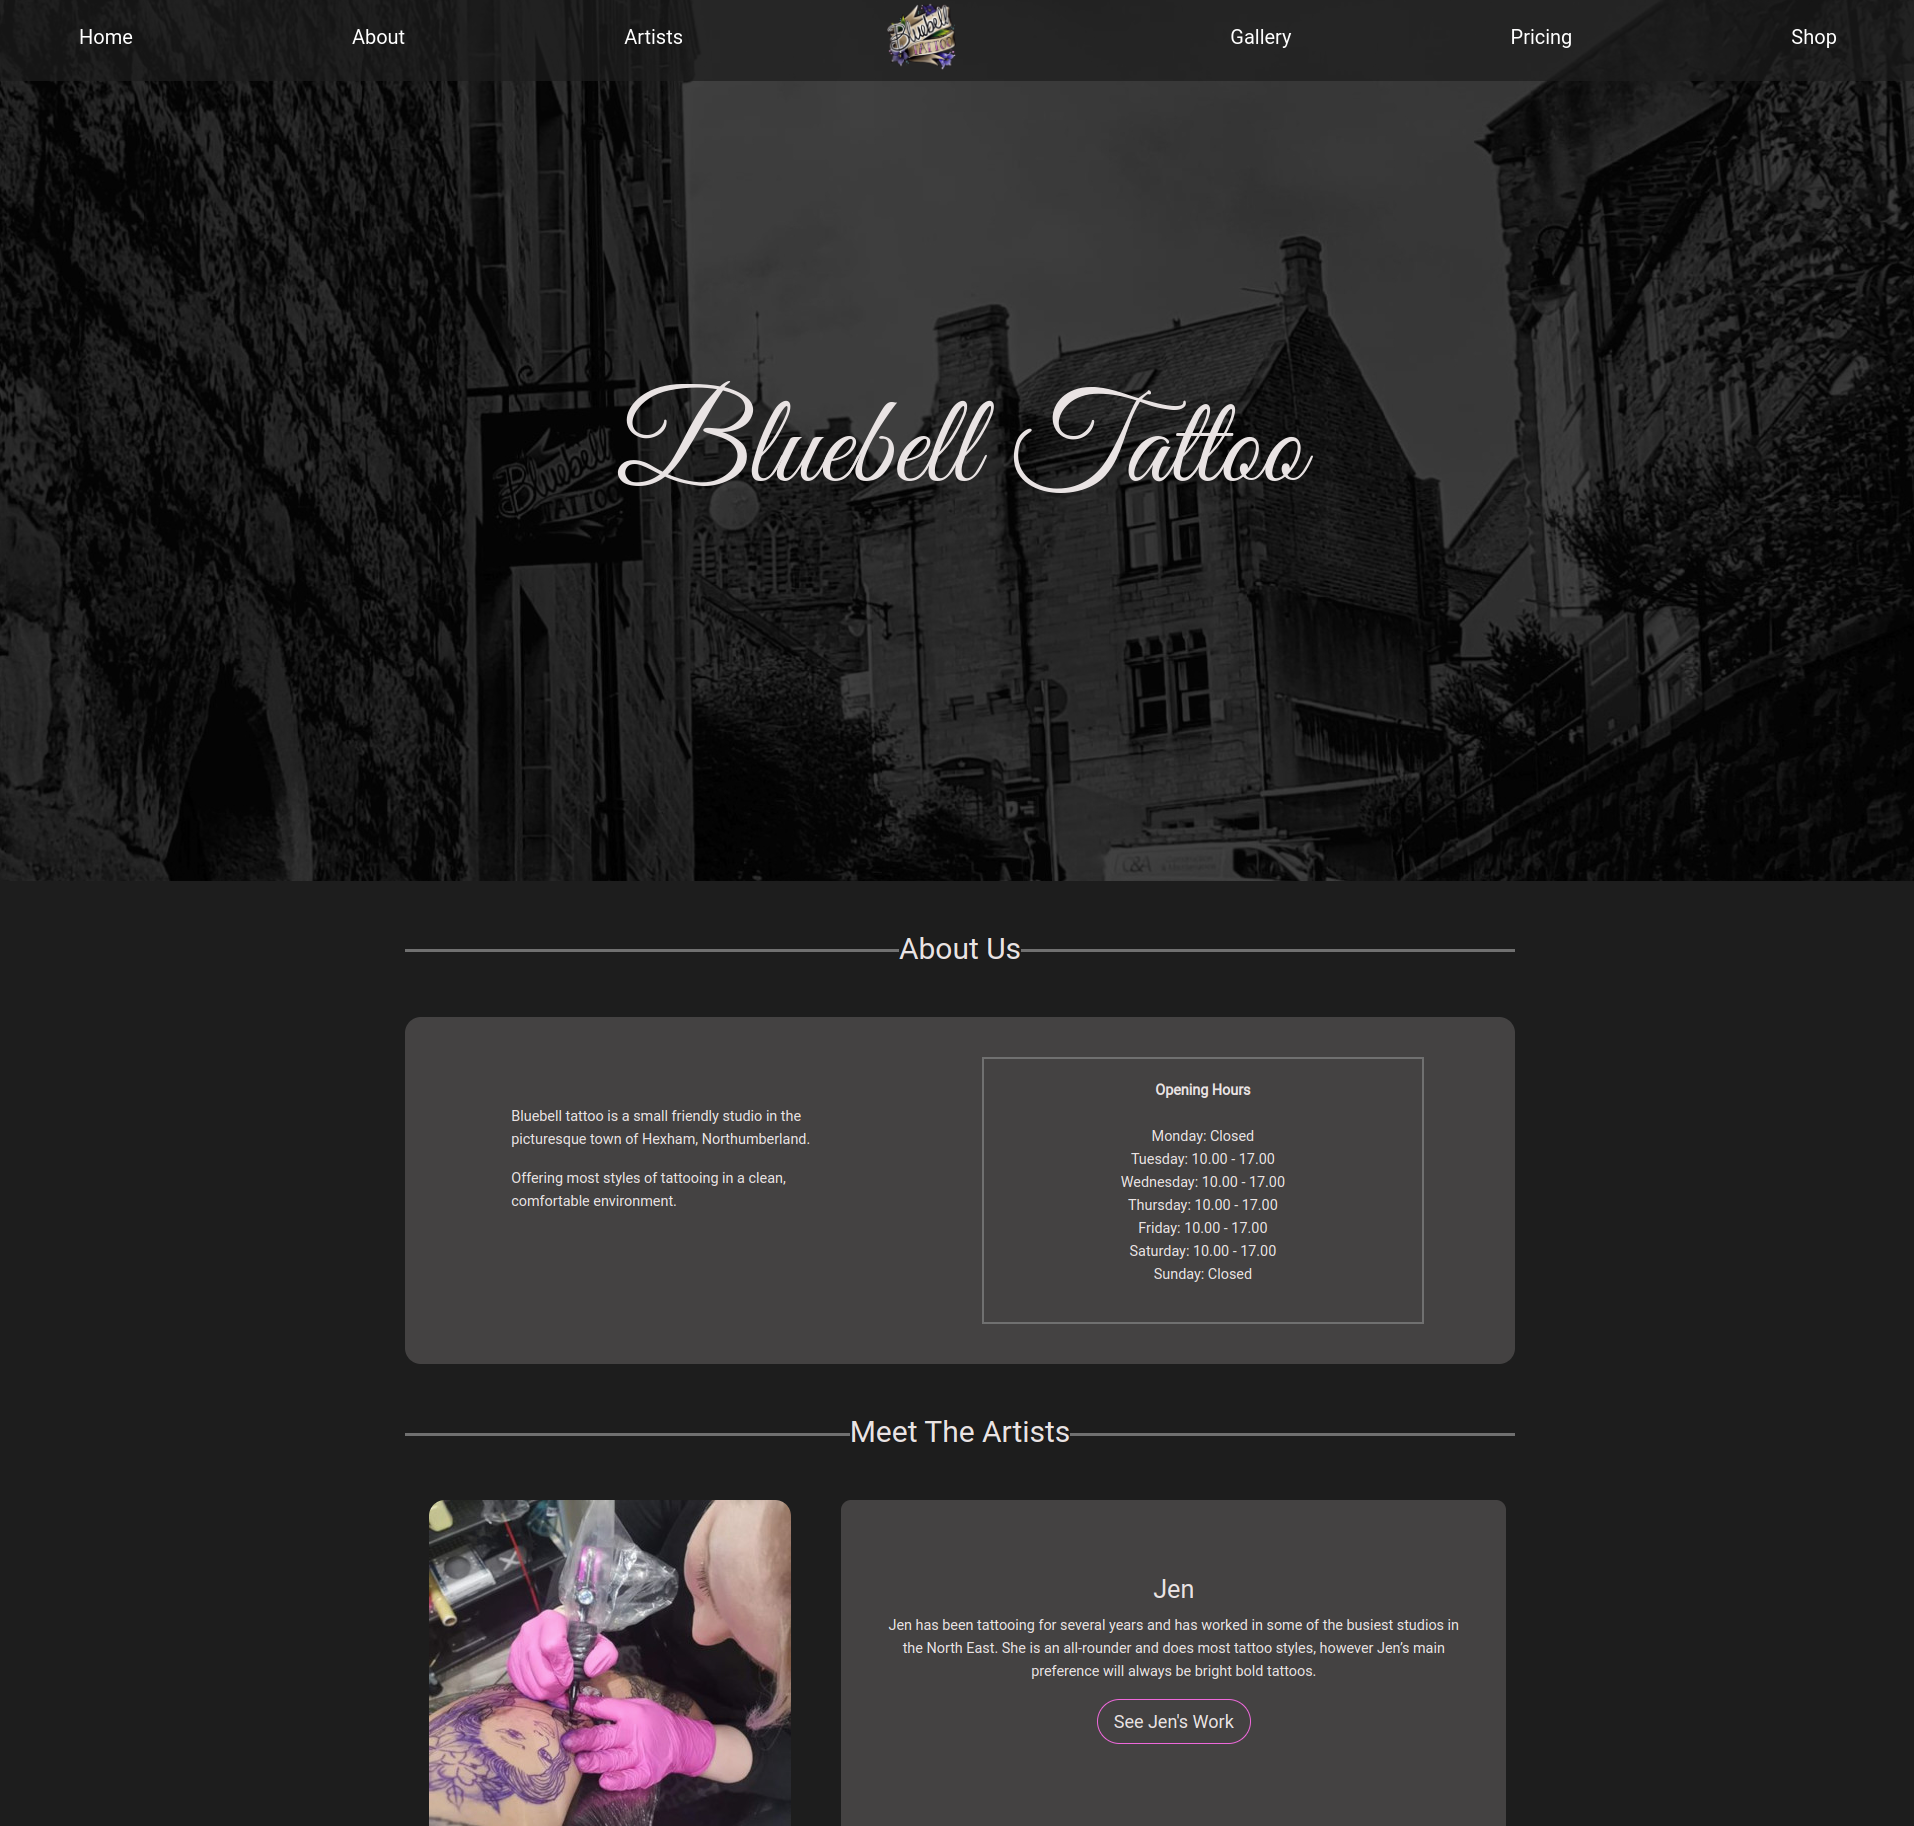 Home About Artists Bluebell TATTOO Gallery Pricing Shop
Bluebell Tattoo
Bluebell
TATTOO
About Us
Bluebell tattoo is a small friendly studio in the
picturesque town of Hexham, Northumberland.
Offering most styles of tattooing in a clean,
comfortable environment.
Opening Hours
Monday: Closed
Tuesday: 10.00 - 17.00
Wednesday: 10.00 - 17.00
Thursday: 10.00 - 17.00
Friday: 10.00 - 17.00
Saturday: 10.00 - 17.00
Sunday: Closed
Meet The Artists
Jen
Jen has been tattooing for several years and has worked in some of the busiest studios in
the North East. She is an all-rounder and does most tattoo styles, however Jen’s main
preference will always be bright bold tattoos.
See Jen's Work